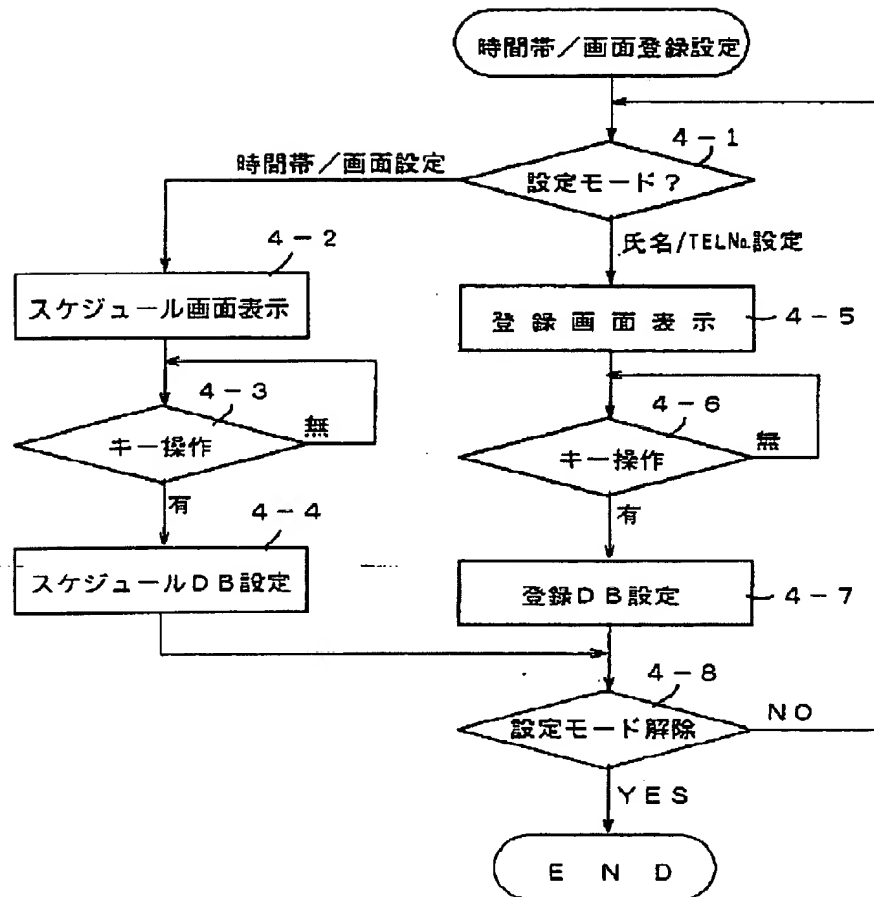 時間帯／画面登録設定
4-1
時間帯／画面設定
設定モード？
氏名/TELNo.設定
4-2
スケジュール画面表示
登録画面表示
4-5
4-3
キー操作
無
有
4-6
キー操作
無
有
4-4
スケジュールDB設定
登録DB設定
4-7
4-8
設定モード解除
NO
YES
END